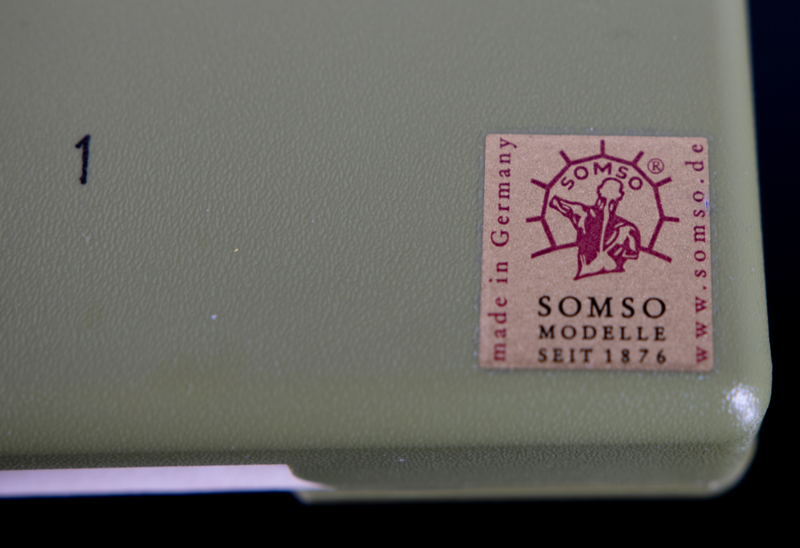 1
made in Germany
SOMSO
®
www.somso.de
SOMSO
MODELLE
SEIT 1876